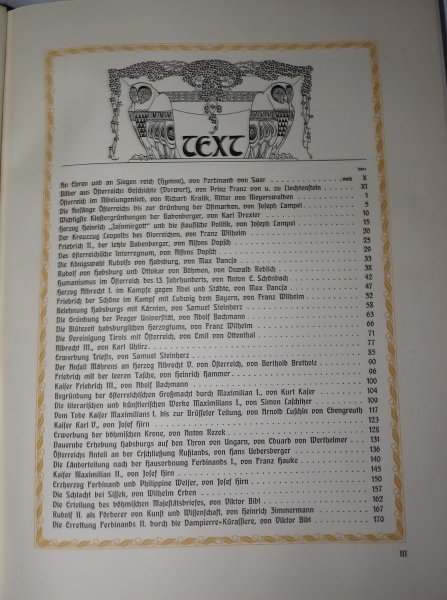 TEXT
Seite
An Ehren und an Siegen reich (Hymne), von Ferdinand von Saar . . . nach X
Bilder aus Österreichs Geschichte (Vorwort), von Prinz Franz von u. zu Liechtenstein . . . XI
Österreich im Nibelungenlied, von Richard Kralik, Ritter von Meyerswalden . . . 1
Die Anfänge Österreichs bis zur Gründung der Ostmarken, von Joseph Lampel . . . 5
Wichtigste Klostergründungen der Babenberger, von Karl Drexler . . . 10
Herzog Heinrich „Jasomirgott“ und die staufische Politik, von Joseph Lampel . . . 15
Der Kreuzzug Leopolds des Glorreichen, von Franz Wilhelm . . . 20
Friedrich II., der letzte Babenberger, von Alfons Dopsch . . . 25
Das österreichische Interregnum, von Alfons Dopsch . . . 29
Die Königswahl Rudolfs von Habsburg, von Max Vancsa . . . 33
Rudolf von Habsburg und Ottokar von Böhmen, von Oswald Redlich . . . 38
Humanismus im Österreich des 13. Jahrhunderts, von Anton E. Schönbach . . . 42
Herzog Albrecht I. im Kampfe gegen Adel und Städte, von Max Vancsa . . . 47
Friedrich der Schöne im Kampf mit Ludwig dem Bayern, von Franz Wilhelm . . . 52
Belehnung Habsburgs mit Kärnten, von Samuel Steinherz . . . 58
Die Gründung der Prager Universität, von Adolf Bachmann . . . 63
Die Blütezeit habsburgischen Herzogtums, von Franz Wilhelm . . . 66
Die Vereinigung Tirols mit Österreich, von Emil von Ottenthal . . . 71
Albrecht III., von Karl Uhlirz . . . 77
Erwerbung Triests, von Samuel Steinherz . . . 85
Der Anfall Mährens an Herzog Albrecht V. von Österreich, von Berthold Bretholz . . . 90
Friedrich mit der leeren Tasche, von Heinrich Hammer . . . 96
Kaiser Friedrich III., von Adolf Bachmann . . . 100
Begründung der österreichischen Großmacht durch Maximilian I., von Kurt Kaser . . . 104
Die literarischen und künstlerischen Werke Maximilians I., von Simon Laschitzer . . . 109
Vom Tode Kaiser Maximilians I. bis zur Brüsseler Teilung, von Arnold Luschin von Ebengreuth 117
Kaiser Karl V., von Josef Hirn . . . 123
Erwerbung der böhmischen Krone, von Anton Rezek . . . 128
Dauernde Erhebung Habsburgs auf den Thron von Ungarn, von Eduard von Wertheimer . . . 131
Österreichs Anteil an der Erschließung Rußlands, von Hans Uebersberger . . . 136
Die Länderteilung nach der Hausordnung Ferdinands I., von Franz Hauke . . . 140
Kaiser Maximilian II., von Josef Hirn . . . 145
Erzherzog Ferdinand und Philippine Welser, von Josef Hirn . . . 150
Die Schlacht bei Sissek, von Wilhelm Erben . . . 157
Die Erteilung des böhmischen Majestätsbriefes, von Viktor Bibl . . . 162
Rudolf II. als Förderer von Kunst und Wissenschaft, von Heinrich Zimmermann . . . 167
Die Errettung Ferdinands II. durch die Dampierre-Kürassiere, von Viktor Bibl . . . 170
III